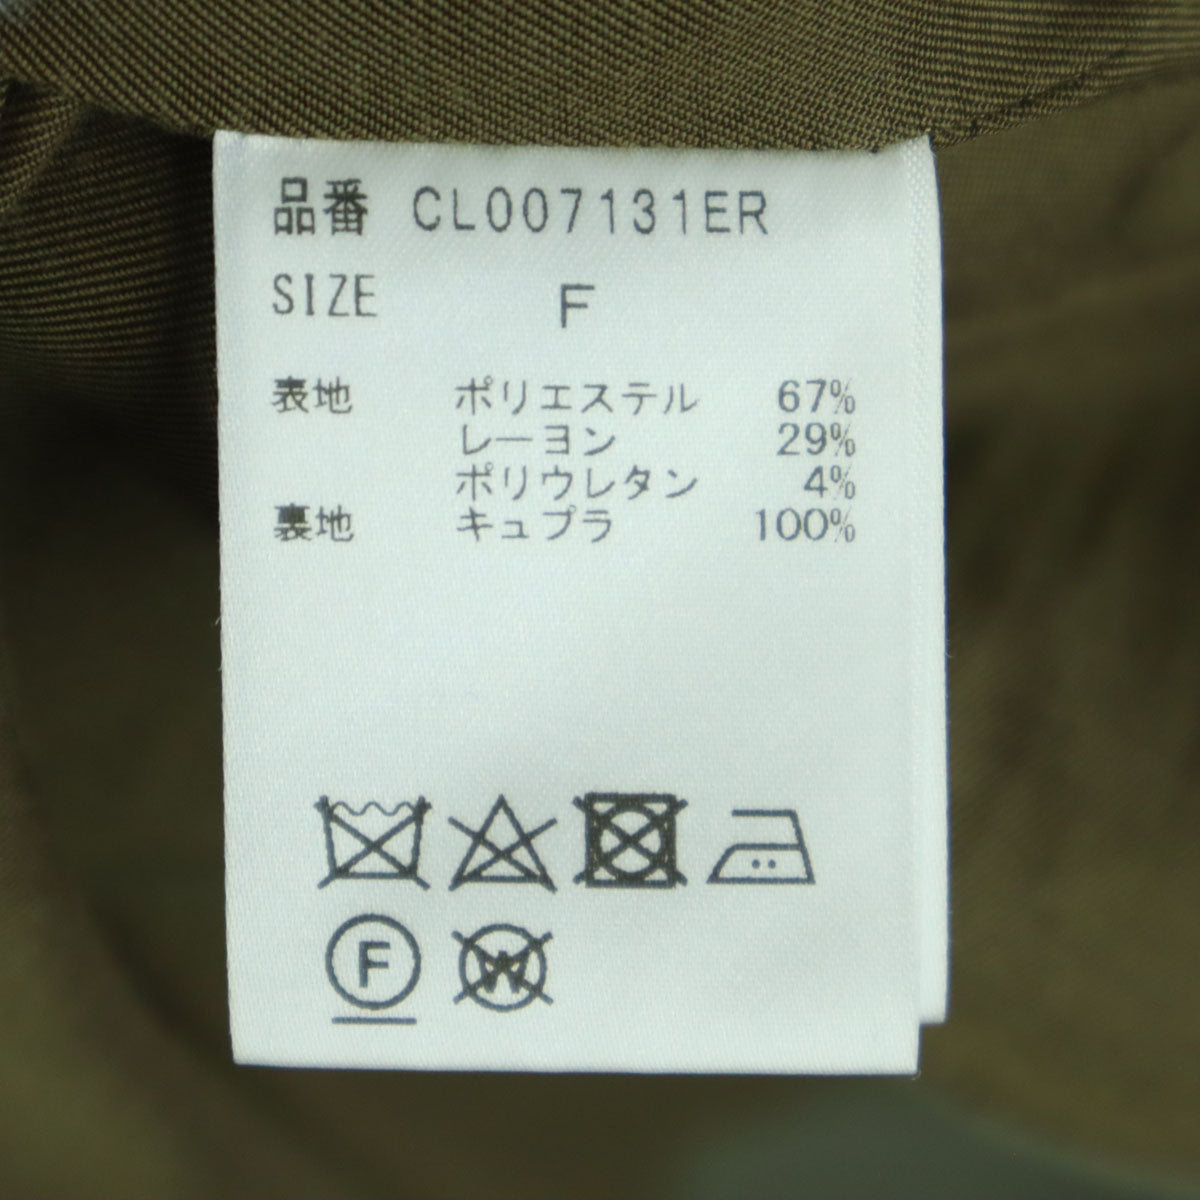 品番 CL007131ER
SIZE F
表地 ポリエステル 67%
レーヨン 29%
ポリウレタン 4%
裏地 キュプラ 100%
F W